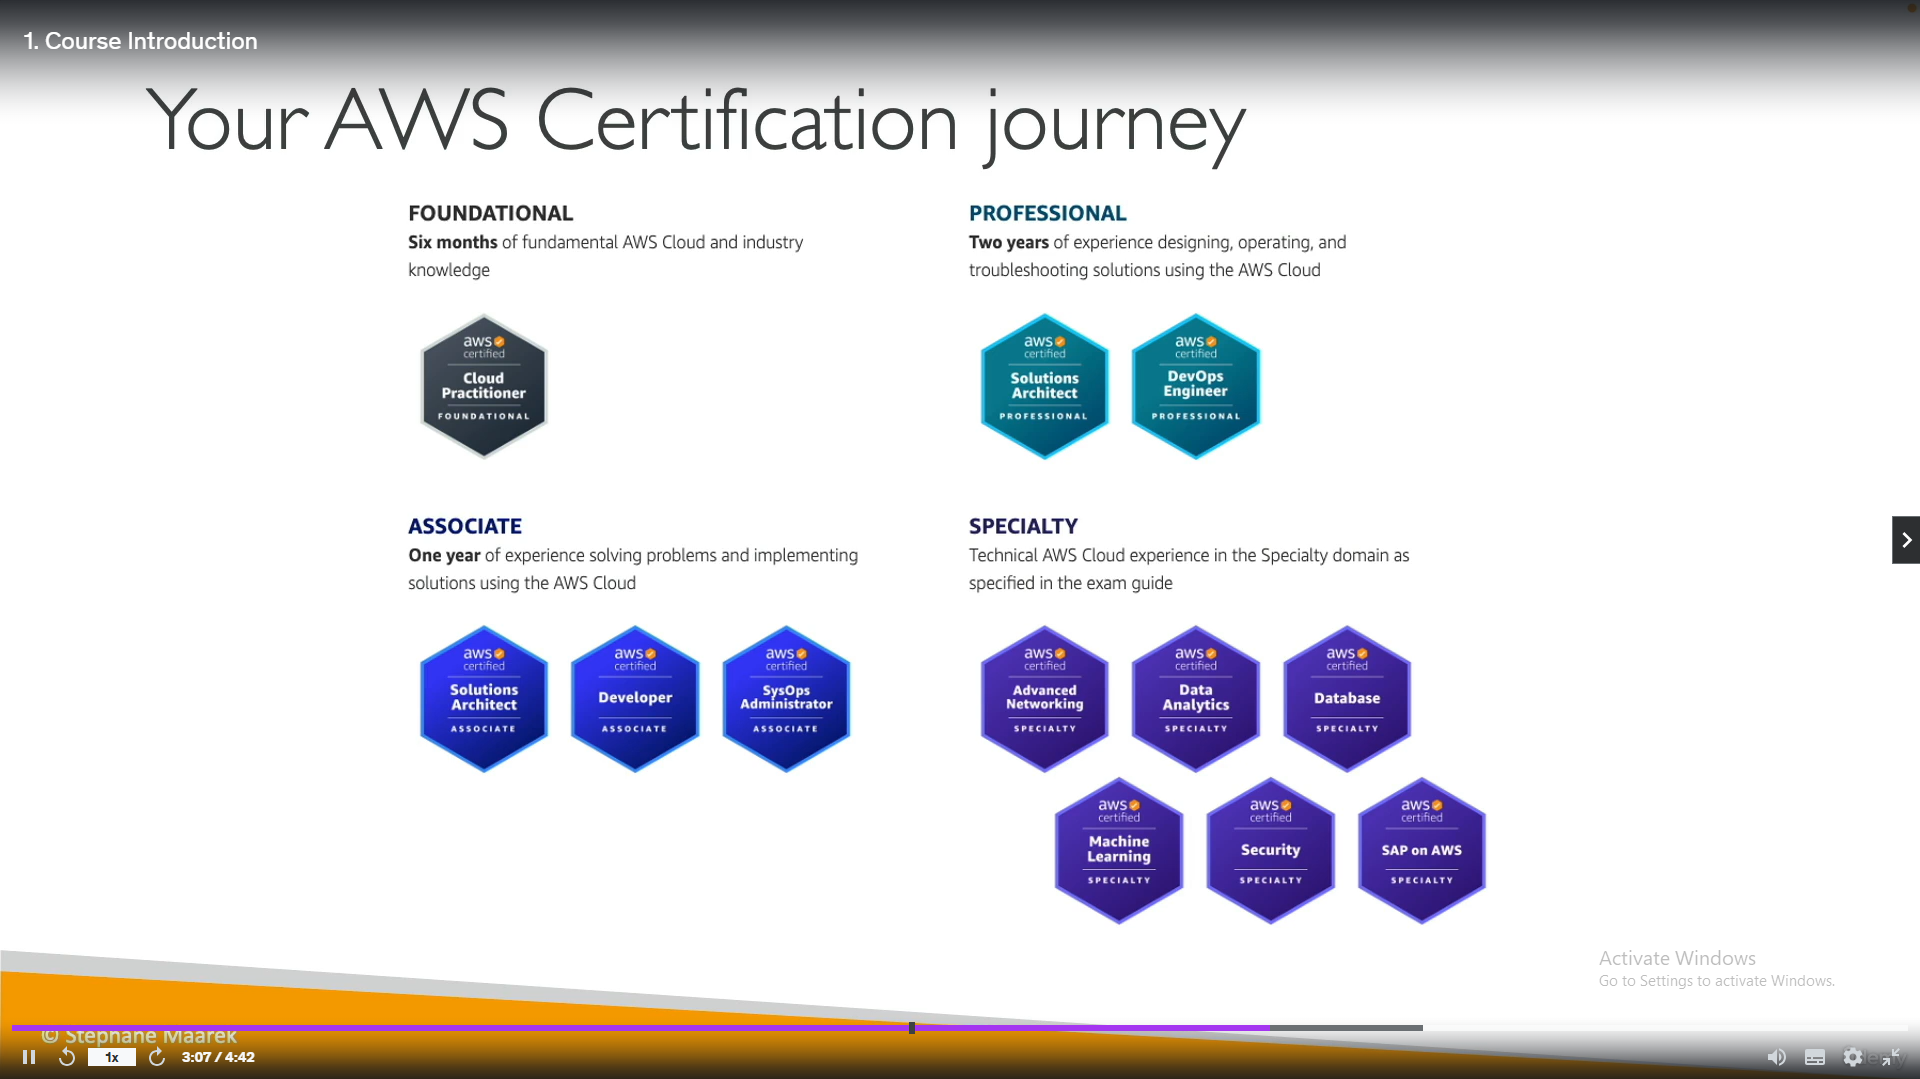 1. Course Introduction
Your AWS Certification journey
FOUNDATIONAL
Six months of fundamental AWS Cloud and industry
knowledge
aws
certified
Cloud
Practitioner
FOUNDATIONAL
PROFESSIONAL
Two years of experience designing, operating, and
troubleshooting solutions using the AWS Cloud
aws
certified
Solutions
Architect
PROFESSIONAL
aws
certified
DevOps
Engineer
PROFESSIONAL
ASSOCIATE
One year of experience solving problems and implementing
solutions using the AWS Cloud
aws
certified
Solutions
Architect
ASSOCIATE
aws
certified
Developer
ASSOCIATE
aws
certified
SysOps
Administrator
ASSOCIATE
SPECIALTY
Technical AWS Cloud experience in the Specialty domain as
specified in the exam guide
aws
certified
Advanced
Networking
SPECIALTY
aws
certified
Data
Analytics
SPECIALTY
aws
certified
Database
SPECIALTY
aws
certified
Machine
Learning
SPECIALTY
aws
certified
Security
SPECIALTY
aws
certified
SAP on AWS
SPECIALTY
Activate Windows
Go to Settings to activate Windows.
© Stephane Maarek
1x
3:07 / 4:42